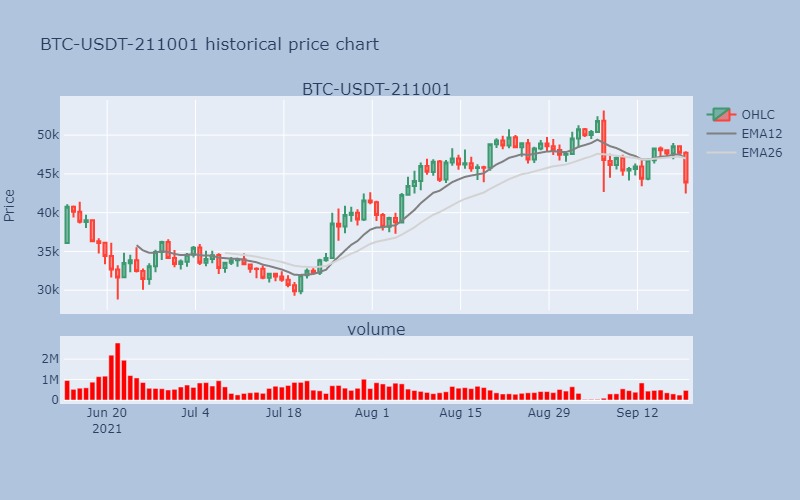 BTC-USDT-211001 historical price chart
BTC-USDT-211001
OHLC
EMA12
EMA26
Price
50k
45k
40k
35k
30k
volume
2M
1M
0
Jun 20
2021
Jul 4
Jul 18
Aug 1
Aug 15
Aug 29
Sep 12